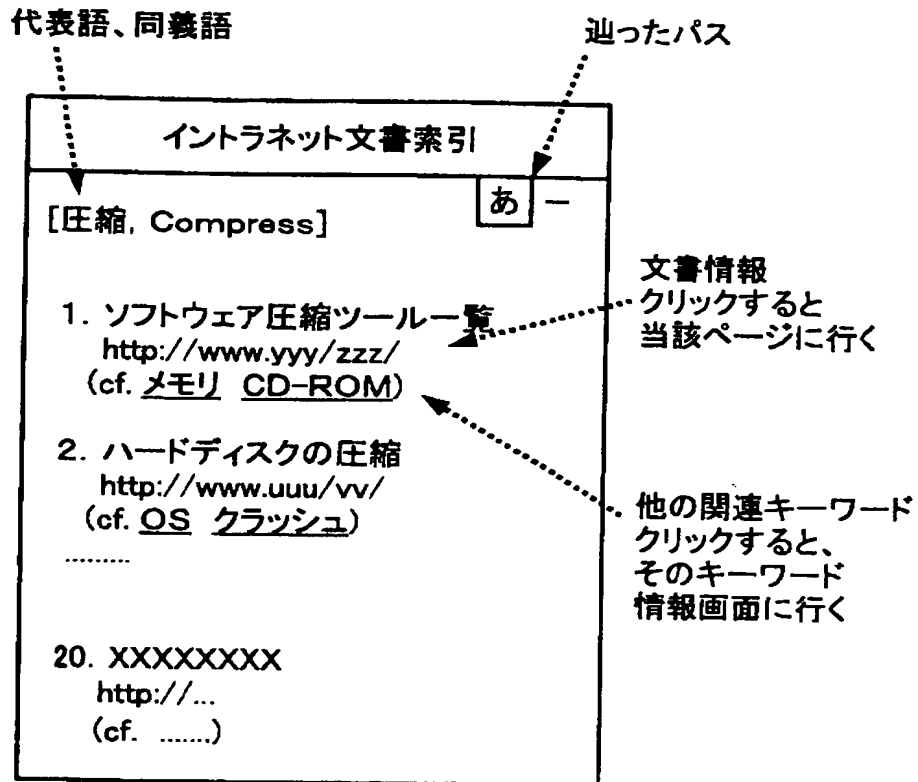 代表語、同義語
辿ったパス
イントラネット文書索引
あ －
[圧縮, Compress]
1. ソフトウェア圧縮ツール一覧
http://www.yyy/zzz/
(cf. メモリ CD-ROM)
文書情報
クリックすると
当該ページに行く
2. ハードディスクの圧縮
http://www.uuu/vv/
(cf. OS クラッシュ)
.........
他の関連キーワード
クリックすると、
そのキーワード
情報画面に行く
20. XXXXXXXX
http://...
(cf. .......)